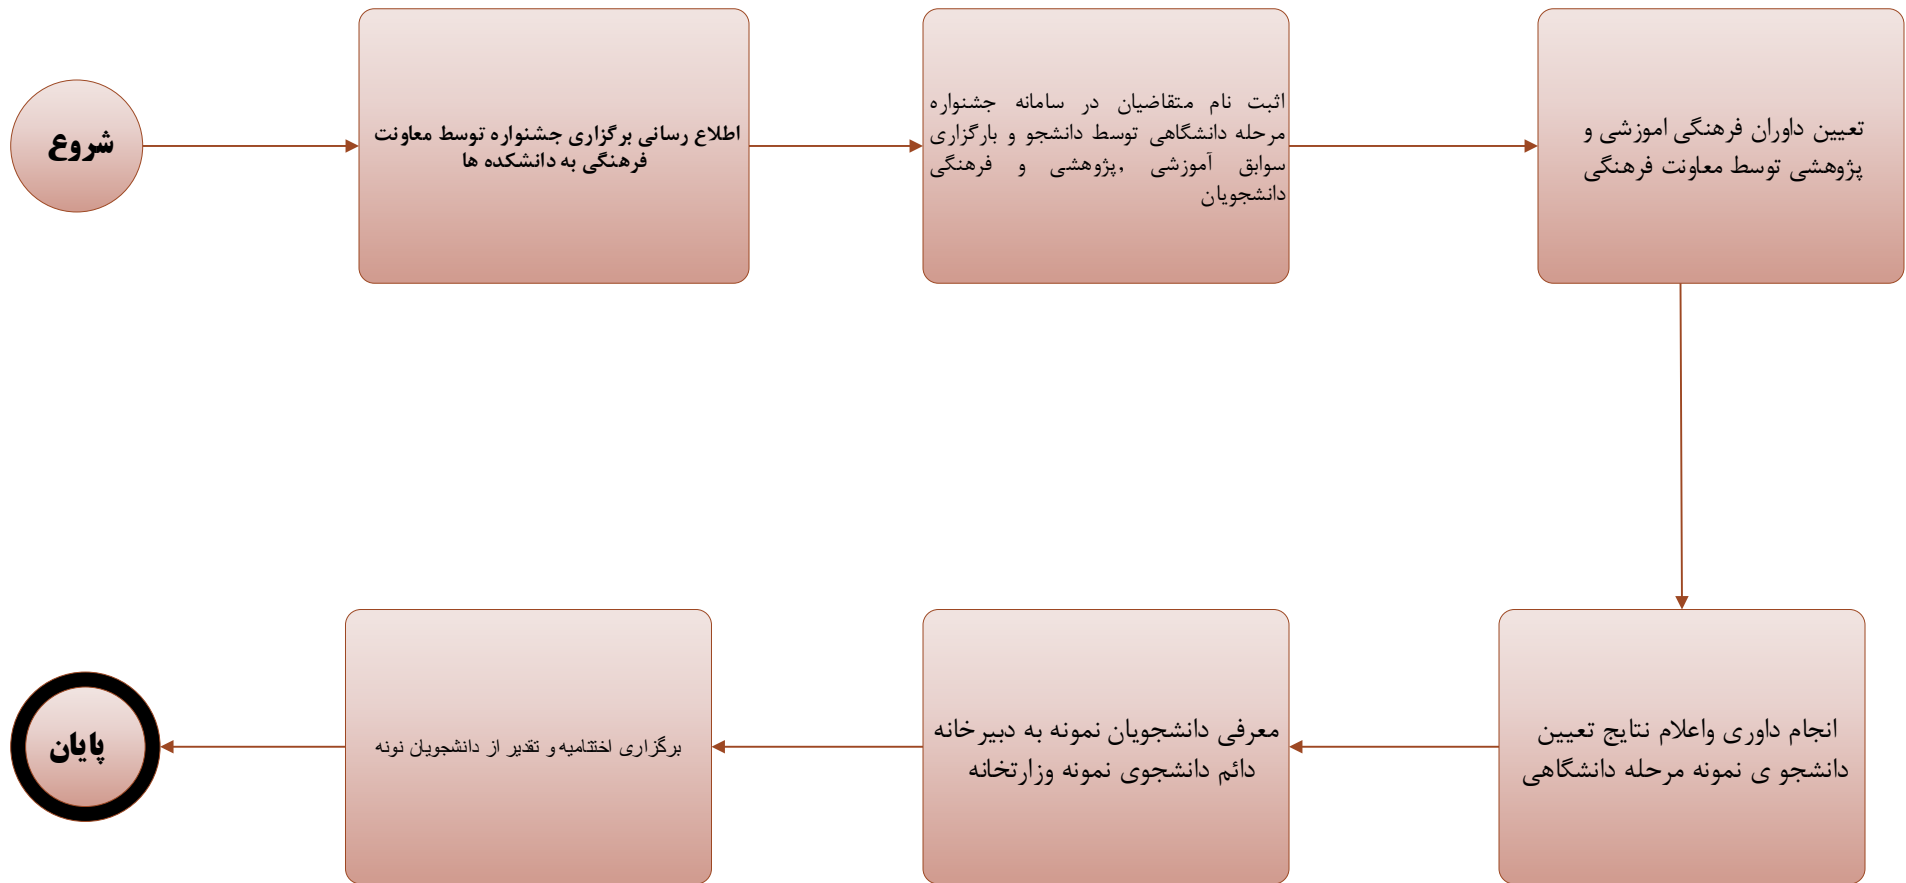 شروع
اطلاع رسانی برگزاری جشنواره توسط معاونت
فرهنگی به دانشکده ها
اثبت نام متقاضیان در سامانه جشنواره
مرحله دانشگاهی توسط دانشجو و بارگزاری
سوابق آموزشی ,پژوهشی و فرهنگی
دانشجویان
تعیین داوران فرهنگی اموزشی و
پژوهشی توسط معاونت فرهنگی
انجام داوری واعلام نتایج تعیین
دانشجو ی نمونه مرحله دانشگاهی
معرفی دانشجویان نمونه به دبیرخانه
دائم دانشجوی نمونه وزارتخانه
برگزاری اختتامیه و تقدیر از دانشجویان نونه
پایان